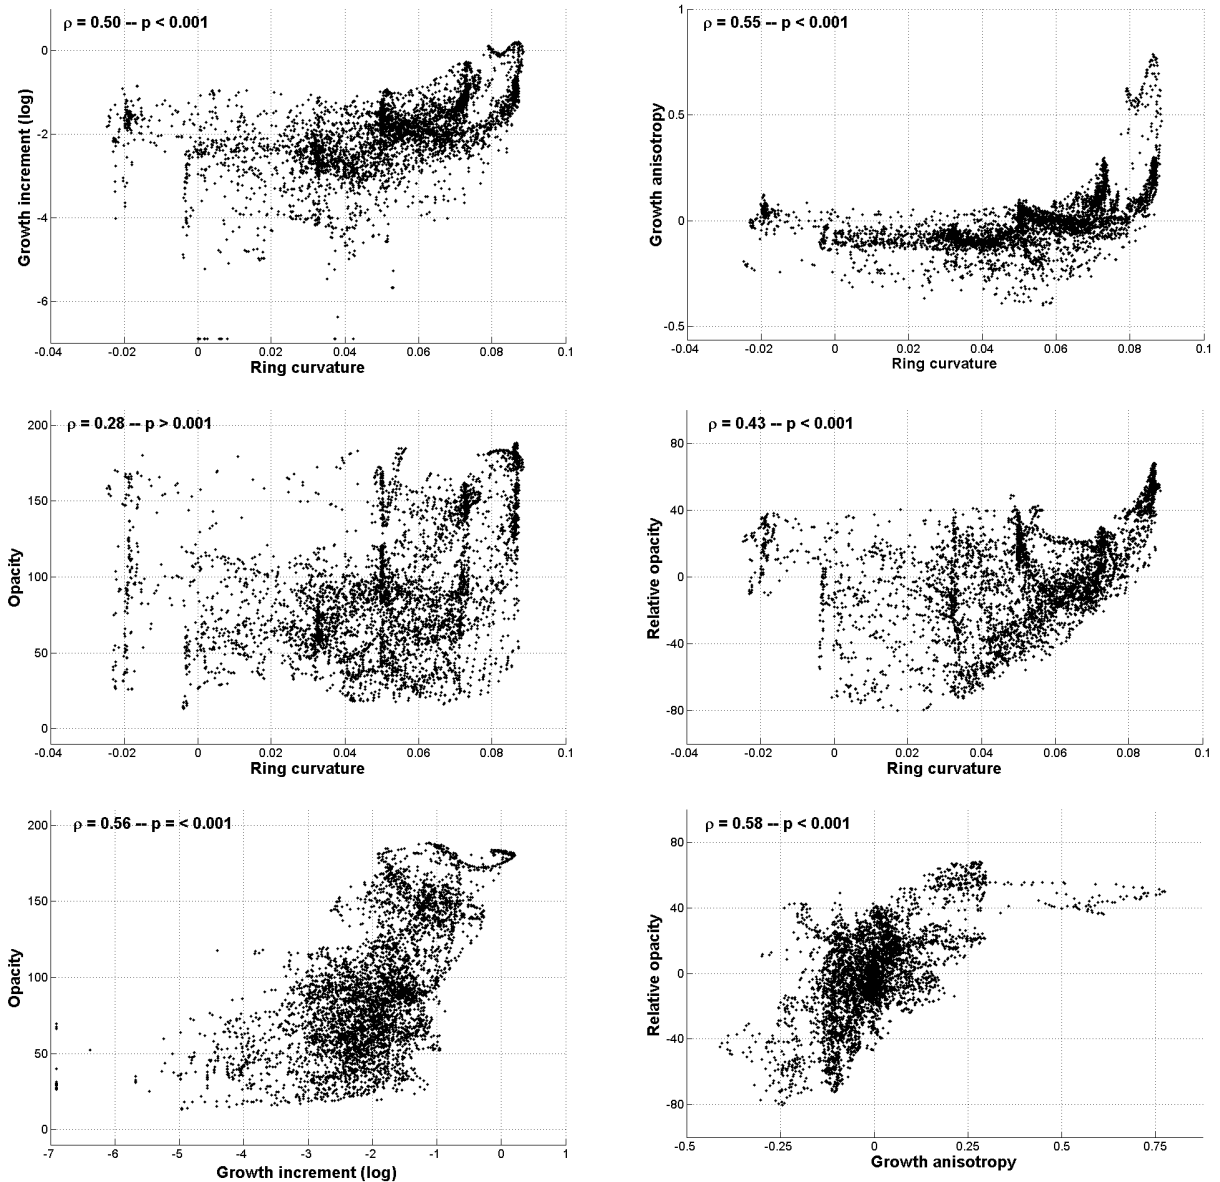 ρ = 0.50 -- p < 0.001
0
-2
-4
-6
Growth increment (log)
-0.04 -0.02 0 0.02 0.04 0.06 0.08 0.1
Ring curvature
ρ = 0.55 -- p < 0.001
1
0.5
0
-0.5
Growth anisotropy
-0.04 -0.02 0 0.02 0.04 0.06 0.08 0.1
Ring curvature
ρ = 0.28 -- p > 0.001
200
150
100
50
0
Opacity
-0.04 -0.02 0 0.02 0.04 0.06 0.08 0.1
Ring curvature
ρ = 0.43 -- p < 0.001
80
40
0
-40
-80
Relative opacity
-0.04 -0.02 0 0.02 0.04 0.06 0.08 0.1
Ring curvature
ρ = 0.56 -- p = < 0.001
200
150
100
50
0
Opacity
-7 -6 -5 -4 -3 -2 -1 0 1
Growth increment (log)
ρ = 0.58 -- p < 0.001
80
40
0
-40
-80
Relative opacity
-0.5 -0.25 0 0.25 0.5 0.75
Growth anisotropy